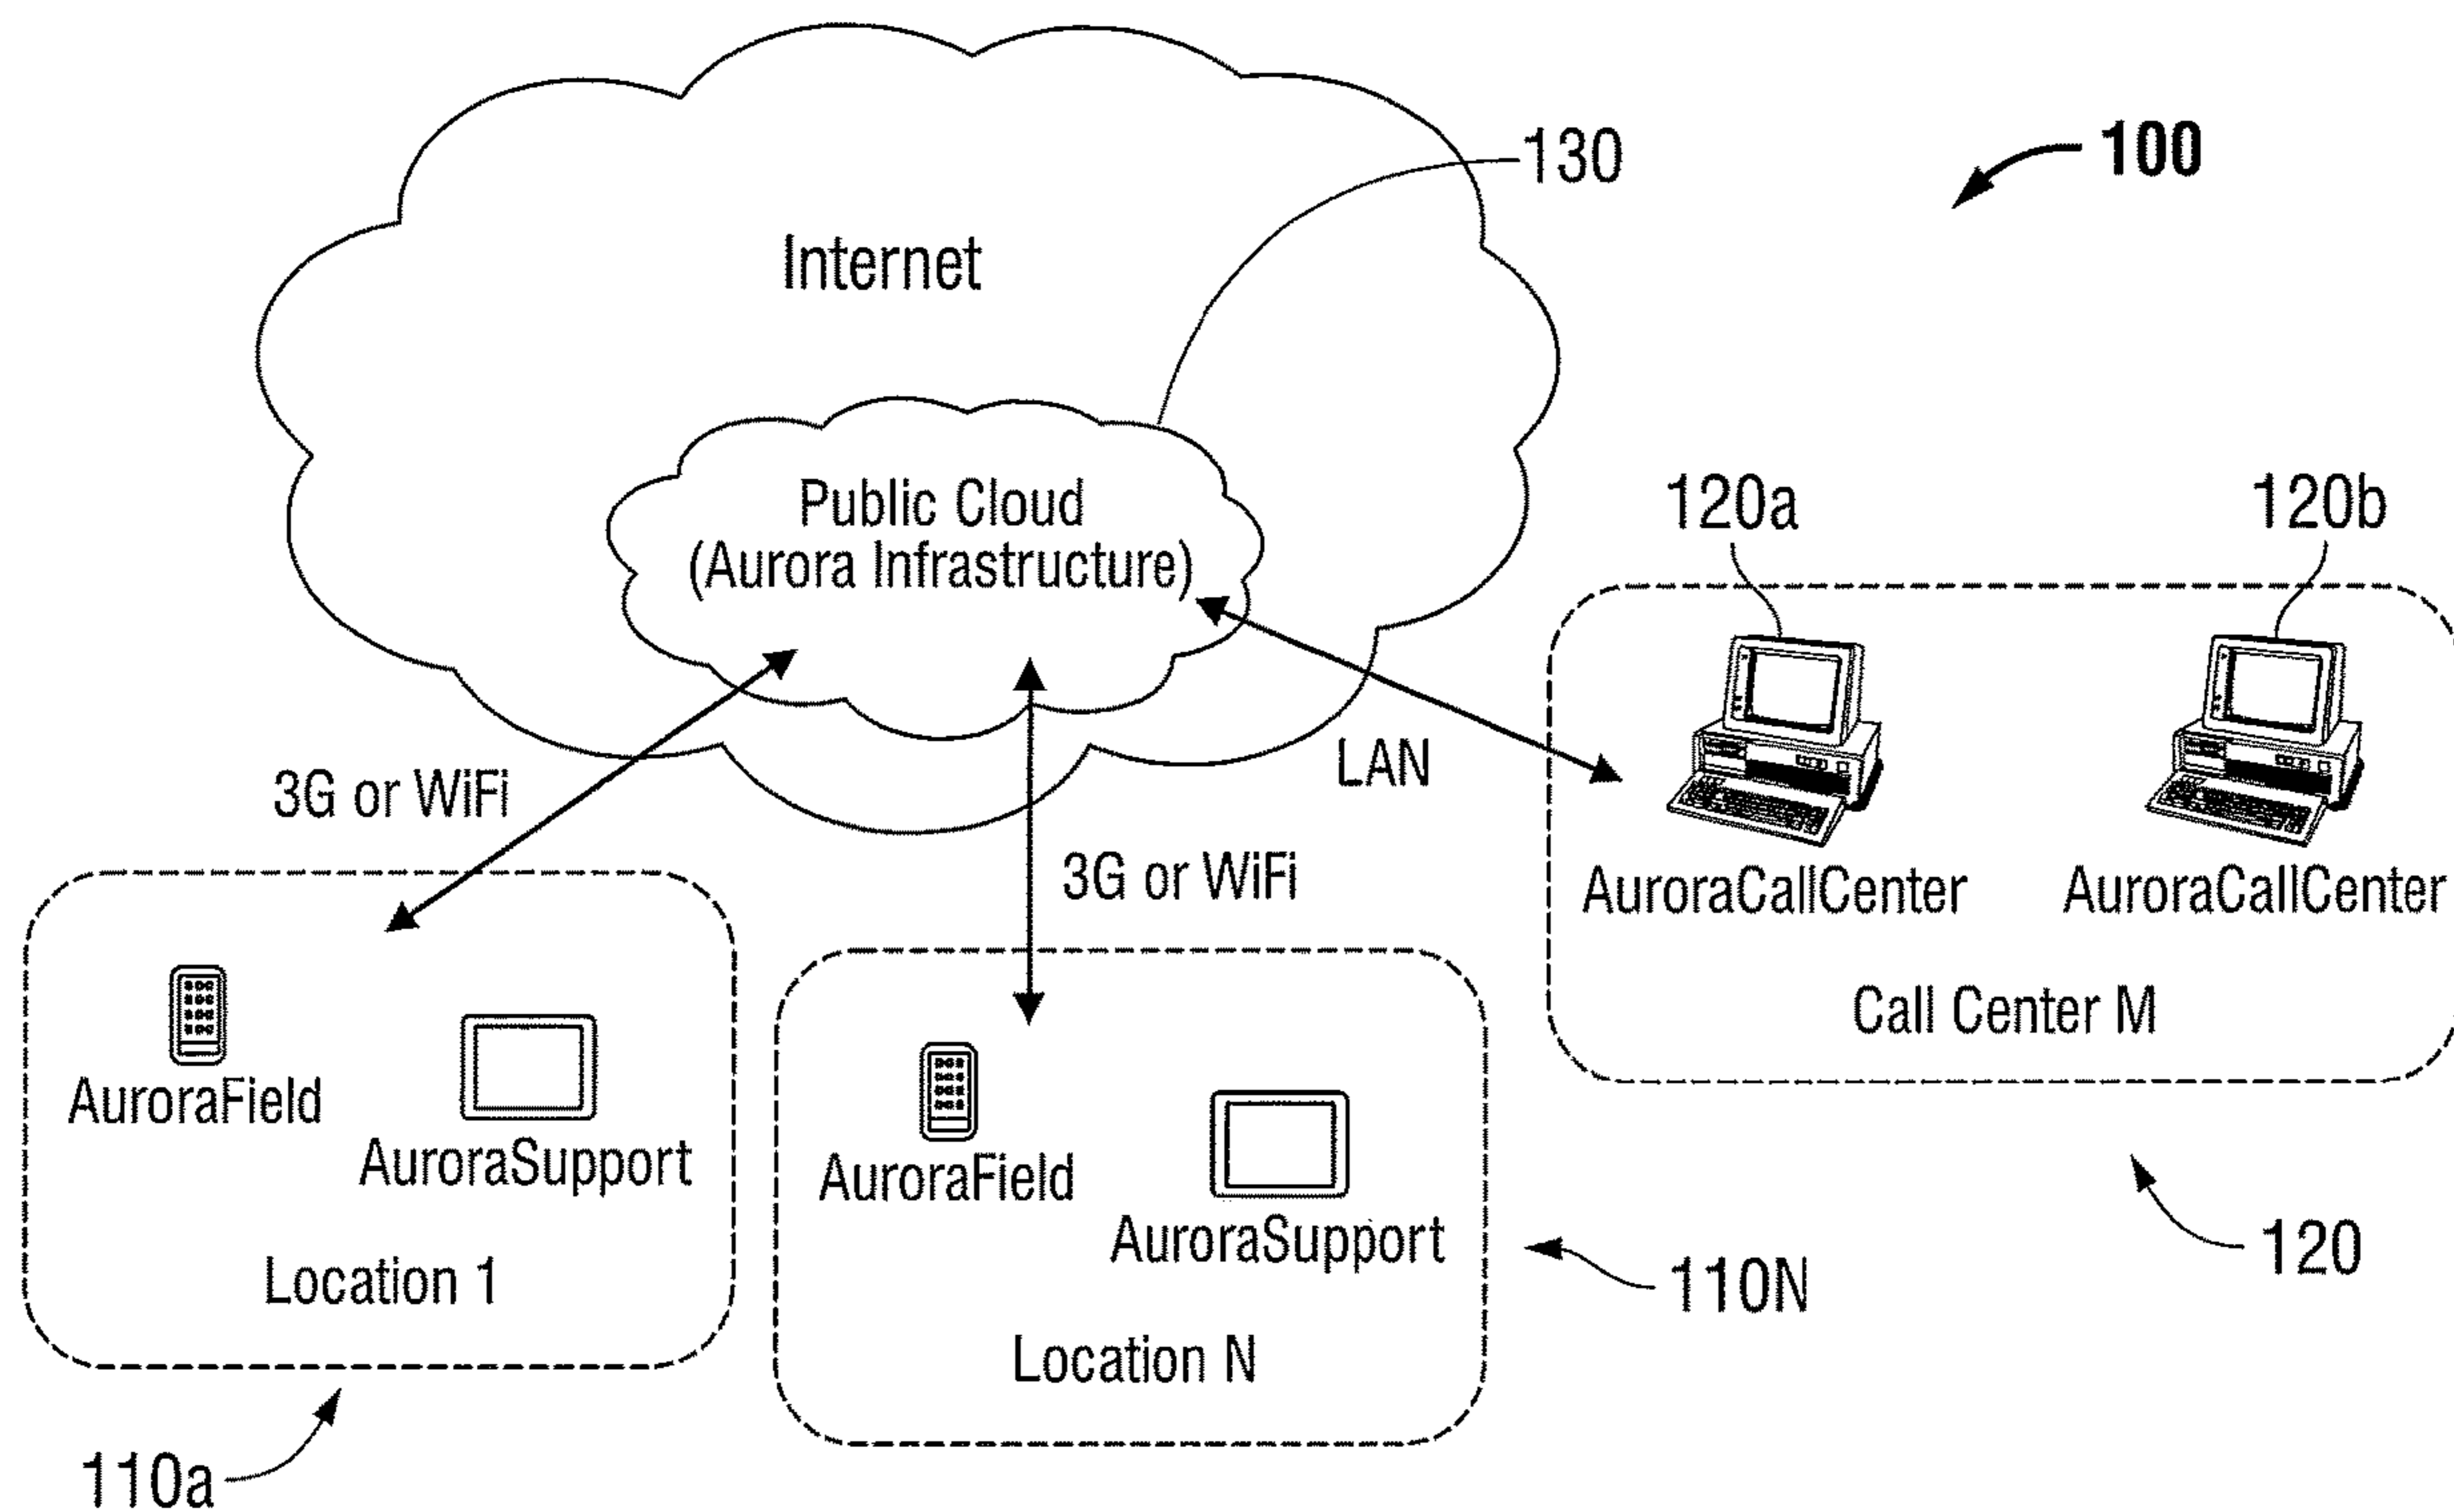 130
100
Internet
120a
120b
Public Cloud
(Aurora Infrastructure)
LAN
3G or WiFi
3G or WiFi
AuroraCallCenter
AuroraCallCenter
Call Center M
AuroraField
AuroraSupport
Location 1
AuroraField
AuroraSupport
Location N
120
110N
110a